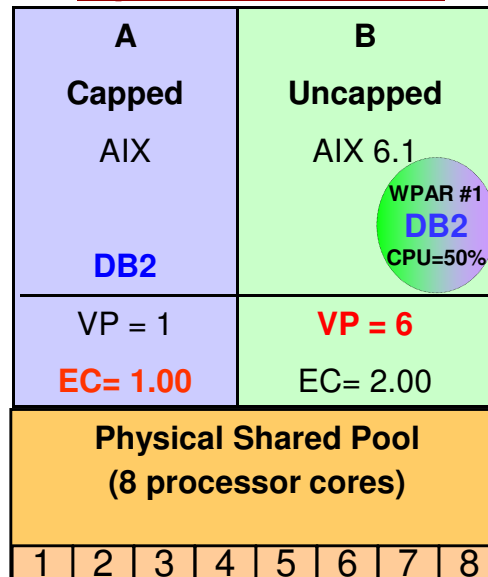 A
Capped
AIX
DB2
VP = 1
EC= 1.00
B
Uncapped
AIX 6.1
WPAR #1
DB2
CPU=50%
VP = 6
EC= 2.00
Physical Shared Pool
(8 processor cores)
1 2 3 4 5 6 7 8